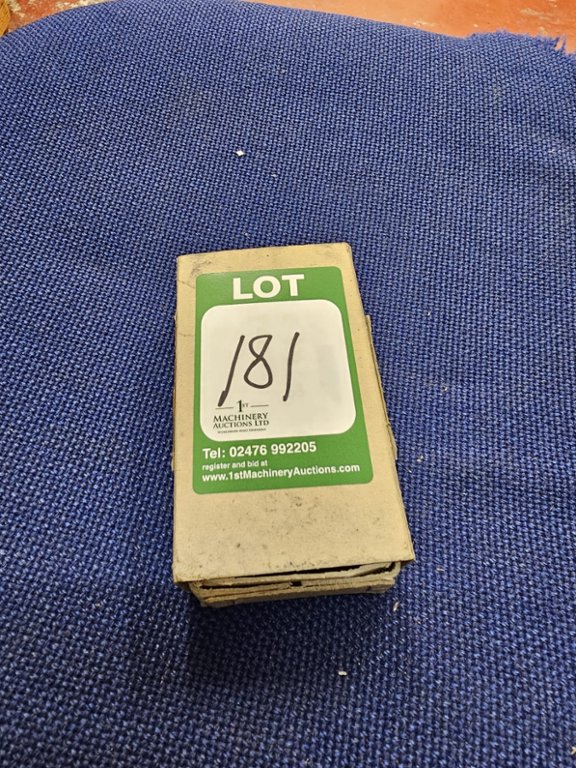 LOT
181
1ST
MACHINERY
AUCTIONS LTD
Tel: 02476 992205
register and bid at
www.1stMachineryAuctions.com